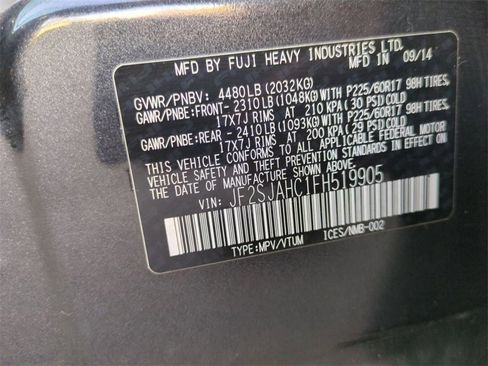 MFD BY FUJI HEAVY INDUSTRIES LTD.
MADE IN JAPAN 09/14
GVWR/PNBV: 4480LB(2032KG)
GAWR/PNBE:FRONT-2310LB(1048KG)WITH P225/60R17 98H TIRES
17X7J RIMS AT 210 KPA(30 PSI)COLD
GAWR/PNBE:REAR -2410LB(1093KG)WITH P225/60R17 98H TIRES,
17X7J RIMS AT 200 KPA(29 PSI)COLD
THIS VEHICLE CONFORMS TO ALL APPLICABLE FEDERAL MOTOR
VEHICLE SAFETY AND THEFT PREVENTION STANDARDS IN EFFECT
ON THE DATE OF MANUFACTURE SHOWN ABOVE.
VIN: JF2SJAHC1FH519905
TYPE:MPV/VTUM ICES/NMB-002